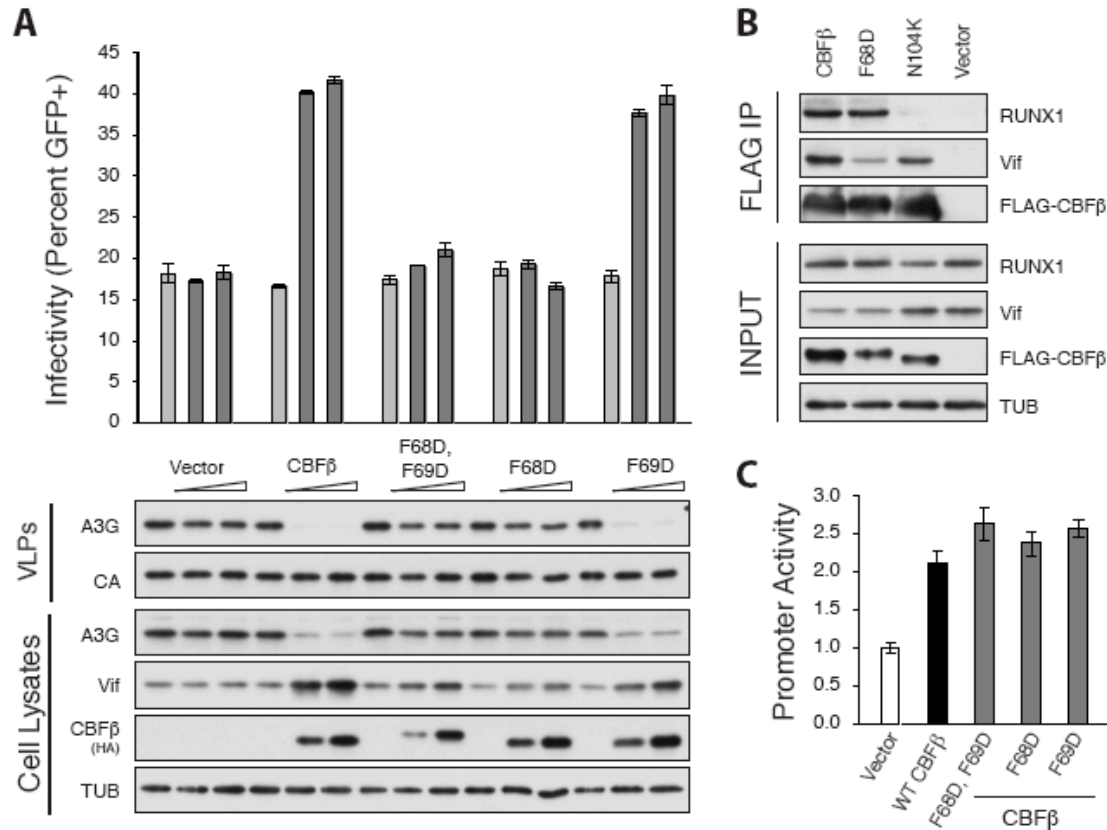 A
Infectivity (Percent GFP+)
45
40
35
30
25
20
15
10
5
0
Vector
CBFβ
F68D,
F69D
F68D
F69D
VLPs
A3G
CA
Cell Lysates
A3G
Vif
CBFβ
(HA)
TUB
B
CBFβ
F68D
N104K
Vector
FLAG IP
RUNX1
Vif
FLAG-CBFβ
INPUT
RUNX1
Vif
FLAG-CBFβ
TUB
C
Promoter Activity
3.0
2.5
2.0
1.5
1.0
0.5
0.0
Vector
WT CBFβ
F68D, F69D
F68D
F69D
CBFβ